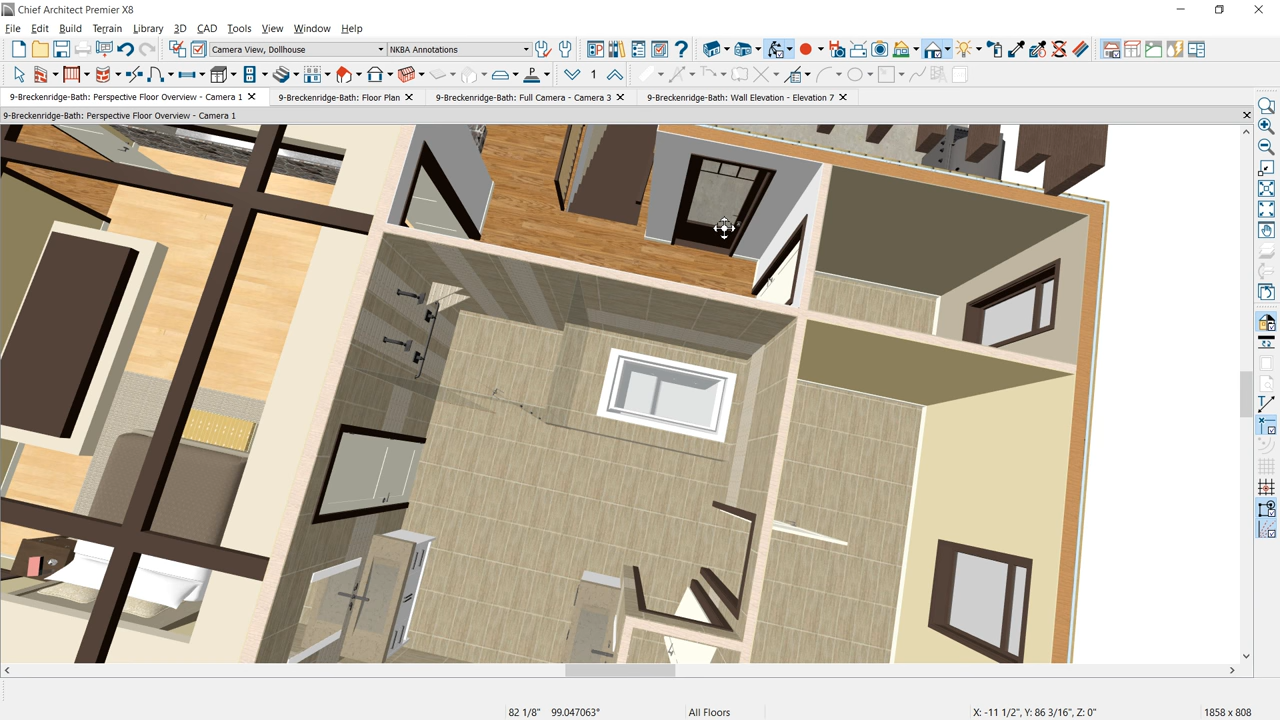 Chief Architect Premier X8
File Edit Build Terrain Library 3D CAD Tools View Window Help
Camera View, Dollhouse NKBA Annotations
1
9-Breckenridge-Bath: Perspective Floor Overview - Camera 1 9-Breckenridge-Bath: Floor Plan 9-Breckenridge-Bath: Full Camera - Camera 3 9-Breckenridge-Bath: Wall Elevation - Elevation 7
9-Breckenridge-Bath: Perspective Floor Overview - Camera 1
82 1/8" 99.047063° All Floors X: -11 1/2", Y: 86 3/16", Z: 0" 1858 x 808